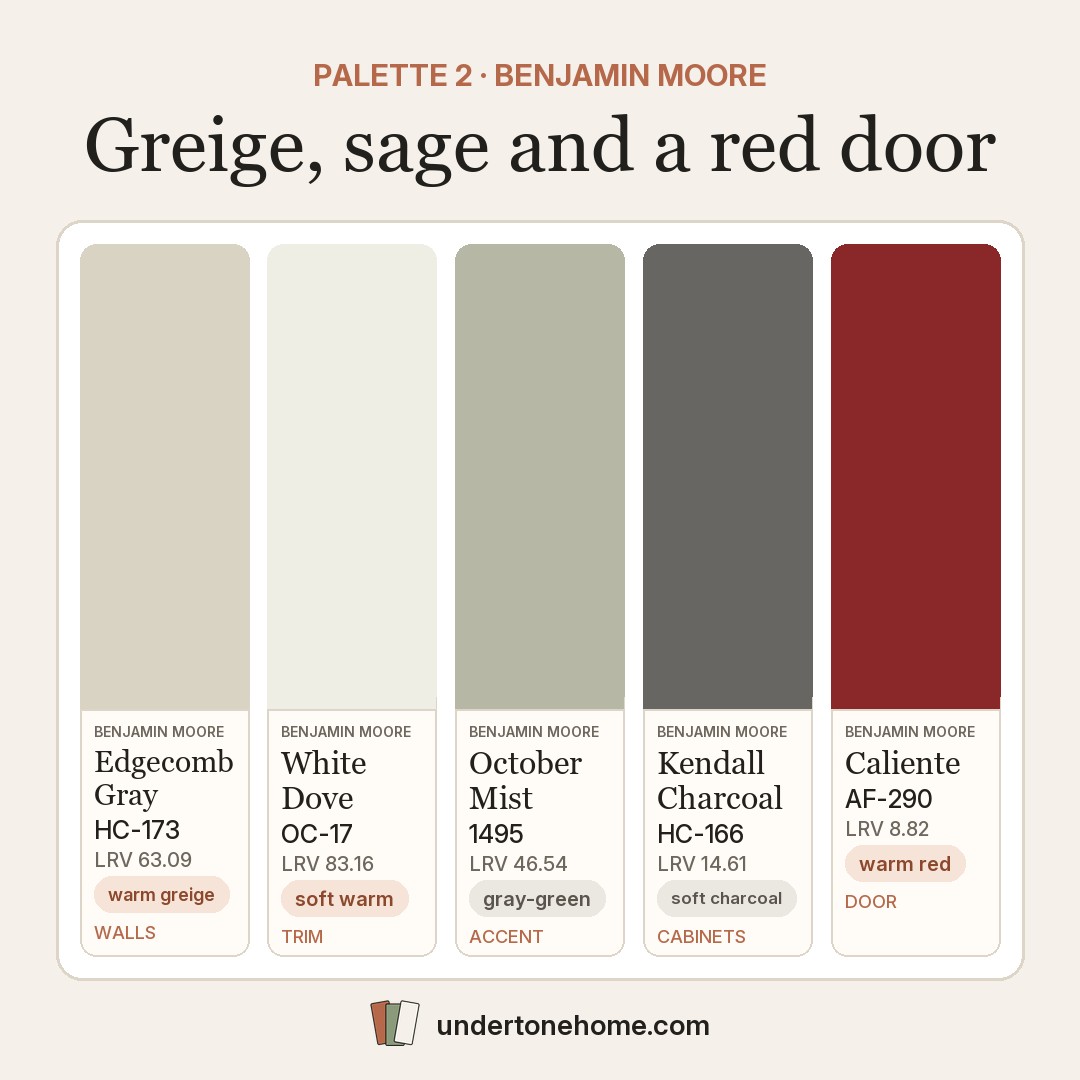 PALETTE 2 · BENJAMIN MOORE
Greige, sage and a red door
BENJAMIN MOORE
Edgecomb
Gray
HC-173
LRV 63.09
warm greige
WALLS
BENJAMIN MOORE
White
Dove
OC-17
LRV 83.16
soft warm
TRIM
BENJAMIN MOORE
October
Mist
1495
LRV 46.54
gray-green
ACCENT
BENJAMIN MOORE
Kendall
Charcoal
HC-166
LRV 14.61
soft charcoal
CABINETS
BENJAMIN MOORE
Caliente
AF-290
LRV 8.82
warm red
DOOR
undertonehome.com